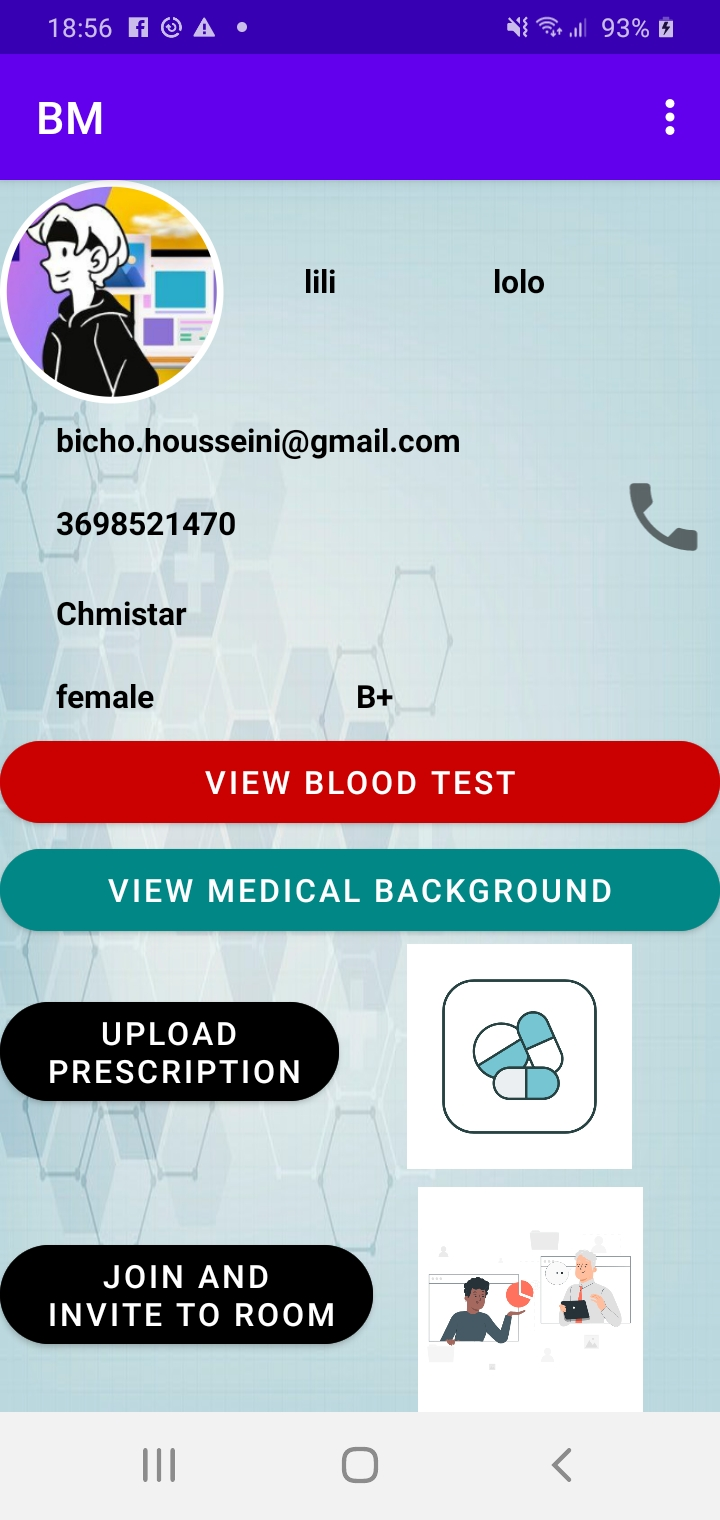 18:56 93%
BM
lili lolo
bicho.housseini@gmail.com
3698521470
Chmistar
female B+
VIEW BLOOD TEST
VIEW MEDICAL BACKGROUND
UPLOAD
PRESCRIPTION
JOIN AND
INVITE TO ROOM